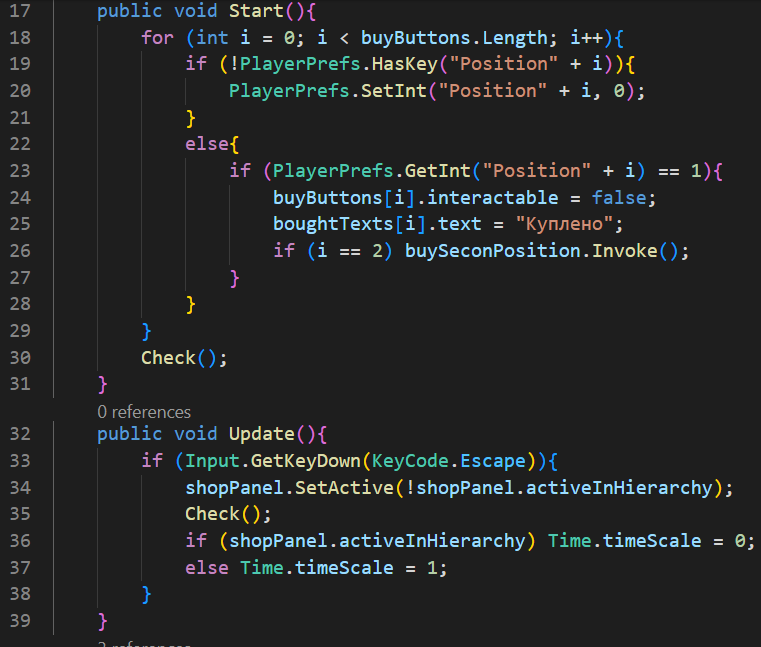 17 public void Start(){
18 for (int i = 0; i < buyButtons.Length; i++){
19 if (!PlayerPrefs.HasKey("Position" + i)){
20 PlayerPrefs.SetInt("Position" + i, 0);
21 }
22 else{
23 if (PlayerPrefs.GetInt("Position" + i) == 1){
24 buyButtons[i].interactable = false;
25 boughtTexts[i].text = "Куплено";
26 if (i == 2) buySeconPosition.Invoke();
27 }
28 }
29 }
30 Check();
31 }
0 references
32 public void Update(){
33 if (Input.GetKeyDown(KeyCode.Escape)){
34 shopPanel.SetActive(!shopPanel.activeInHierarchy);
35 Check();
36 if (shopPanel.activeInHierarchy) Time.timeScale = 0;
37 else Time.timeScale = 1;
38 }
39 }